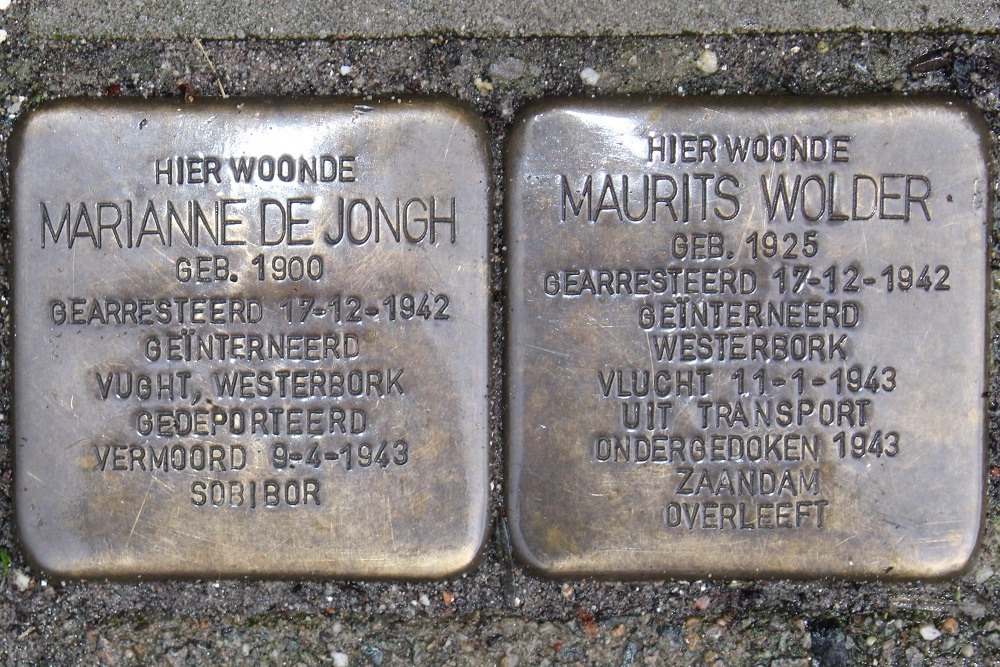 HIER WOONDE
MARIANNE DE JONGH
GEB. 1900
GEARRESTEERD 17-12-1942
GEÏNTERNEERD
VUGHT, WESTERBORK
GEDEPORTEERD
VERMOORD 9-4-1943
SOBIBOR
HIER WOONDE
MAURITS WOLDER
GEB. 1925
GEARRESTEERD 17-12-1942
GEÏNTERNEERD
WESTERBORK
VLUCHT 11-1-1943
UIT TRANSPORT
ONDERGEDOKEN 1943
ZAANDAM
OVERLEEFT